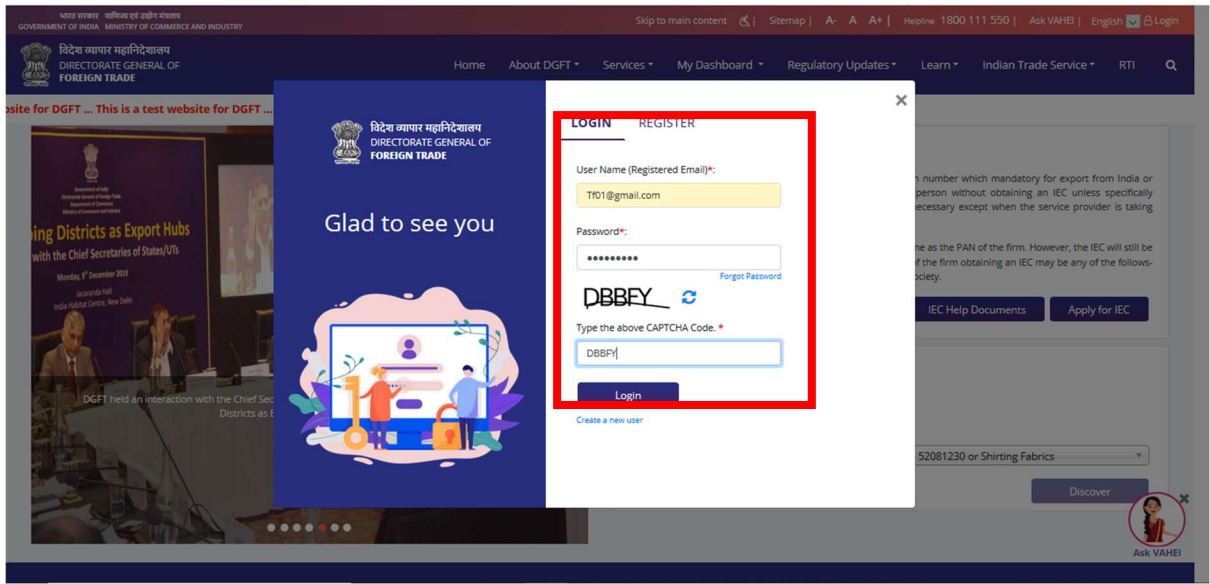 भारत सरकार वाणिज्य एवं उद्योग मंत्रालय
GOVERNMENT OF INDIA MINISTRY OF COMMERCE AND INDUSTRY
Skip to main content | Sitemap | A- A A+ | Helpline 1800 111 550 | Ask VAHEI | English Login
विदेश व्यापार महानिदेशालय
DIRECTORATE GENERAL OF
FOREIGN TRADE
Home About DGFT Services My Dashboard Regulatory Updates Learn Indian Trade Service RTI
site for DGFT ... This is a test website for DGFT ...
विदेश व्यापार महानिदेशालय
DIRECTORATE GENERAL OF
FOREIGN TRADE
Glad to see you
LOGIN REGISTER
User Name (Registered Email)*:
Tf01@gmail.com
Password*:
Forgot Password
DBBFY
Type the above CAPTCHA Code. *
DBBFY
Login
Create a new user
ing Districts as Export Hubs
with the Chief Secretaries of States/UTs
Monday, 9th December 2019
Jacaranda Hall
India Habitat Centre, New Delhi
DGFT held an interaction with the Chief Sec
Districts as E
number which mandatory for export from India or
person without obtaining an IEC unless specifically
ecessary except when the service provider is taking
ne as the PAN of the firm. However, the IEC will still be
f the firm obtaining an IEC may be any of the follows-
ociety.
IEC Help Documents Apply for IEC
52081230 or Shirting Fabrics
Discover
Ask VAHEI